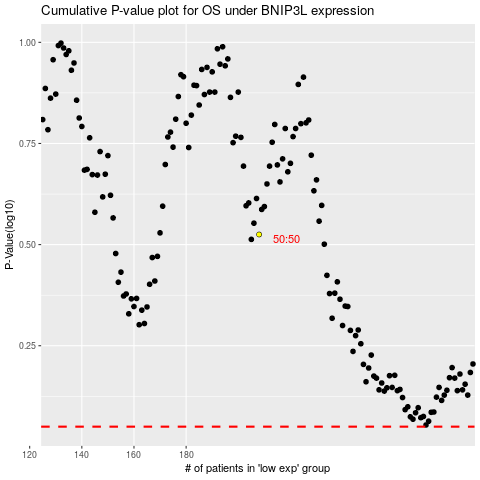 Cumulative P-value plot for OS under BNIP3L expression
P-Value(log10)
1.00
0.75
0.50
0.25
50:50
120 140 160 180
# of patients in 'low exp' group